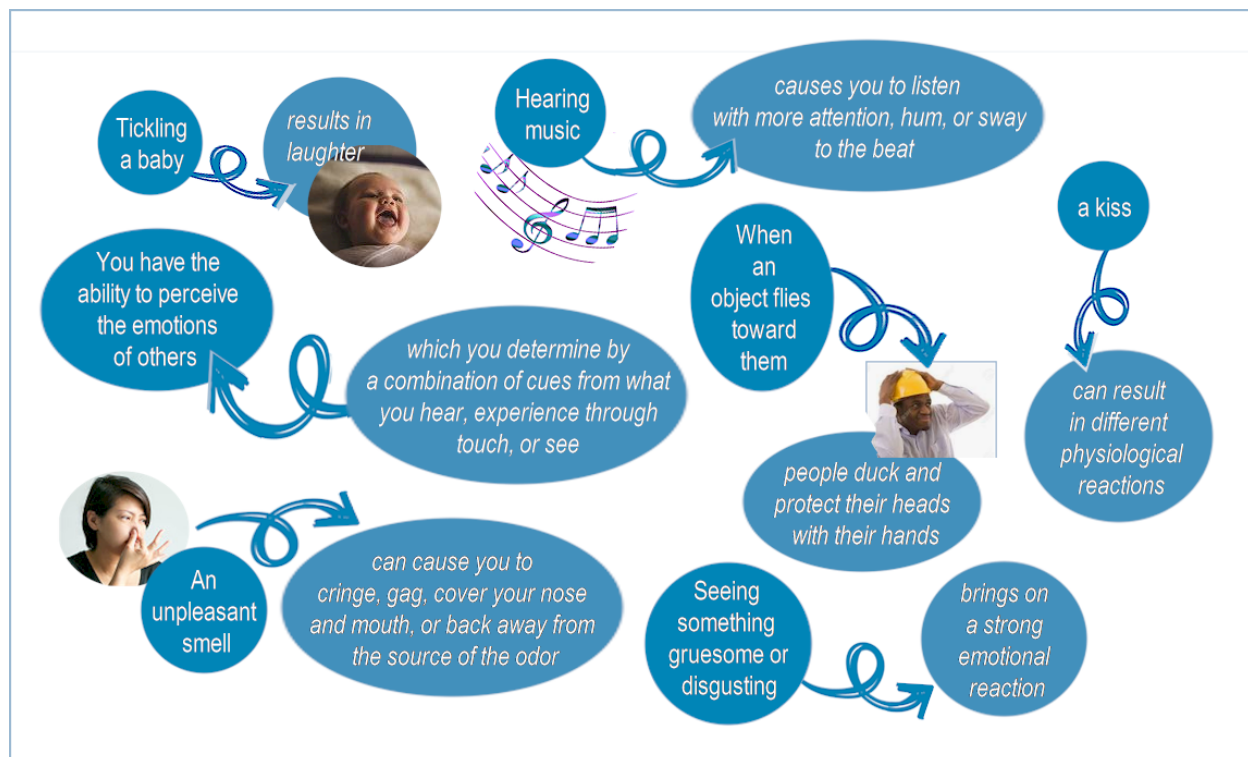 Tickling
a baby
results in
laughter
Hearing
music
causes you to listen
with more attention, hum, or sway
to the beat
a kiss
can result
in different
physiological
reactions
You have the
ability to perceive
the emotions
of others
which you determine by
a combination of cues from what
you hear, experience through
touch, or see
When
an
object flies
toward
them
people duck and
protect their heads
with their hands
An
unpleasant
smell
can cause you to
cringe, gag, cover your nose
and mouth, or back away from
the source of the odor
Seeing
something
gruesome or
disgusting
brings on
a strong
emotional
reaction